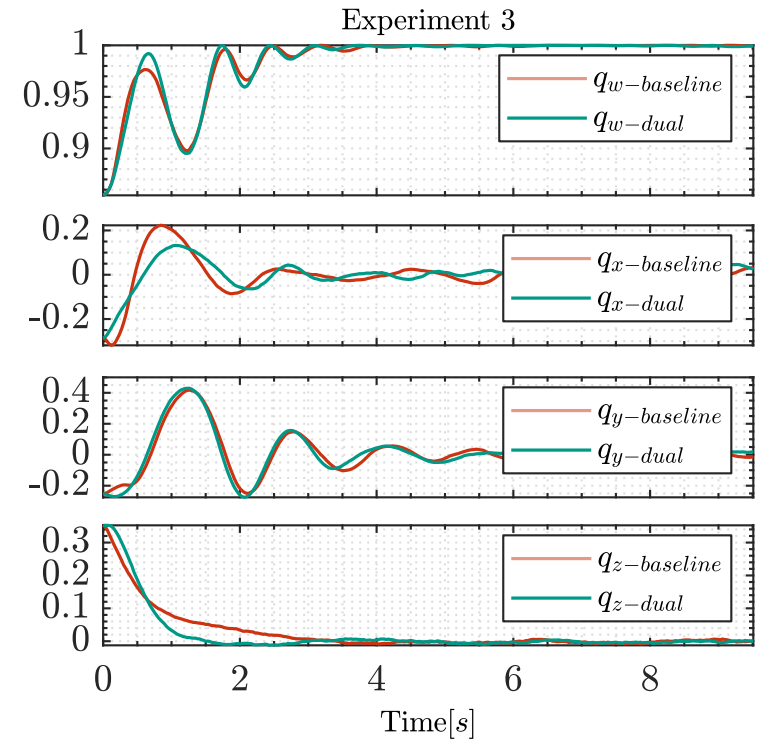 Experiment 3
1
0.95
0.9
q_{w-baseline}
q_{w-dual}
0.2
0
-0.2
q_{x-baseline}
q_{x-dual}
0.4
0.2
0
-0.2
q_{y-baseline}
q_{y-dual}
0.3
0.2
0.1
0
q_{z-baseline}
q_{z-dual}
0 2 4 6 8
Time[s]